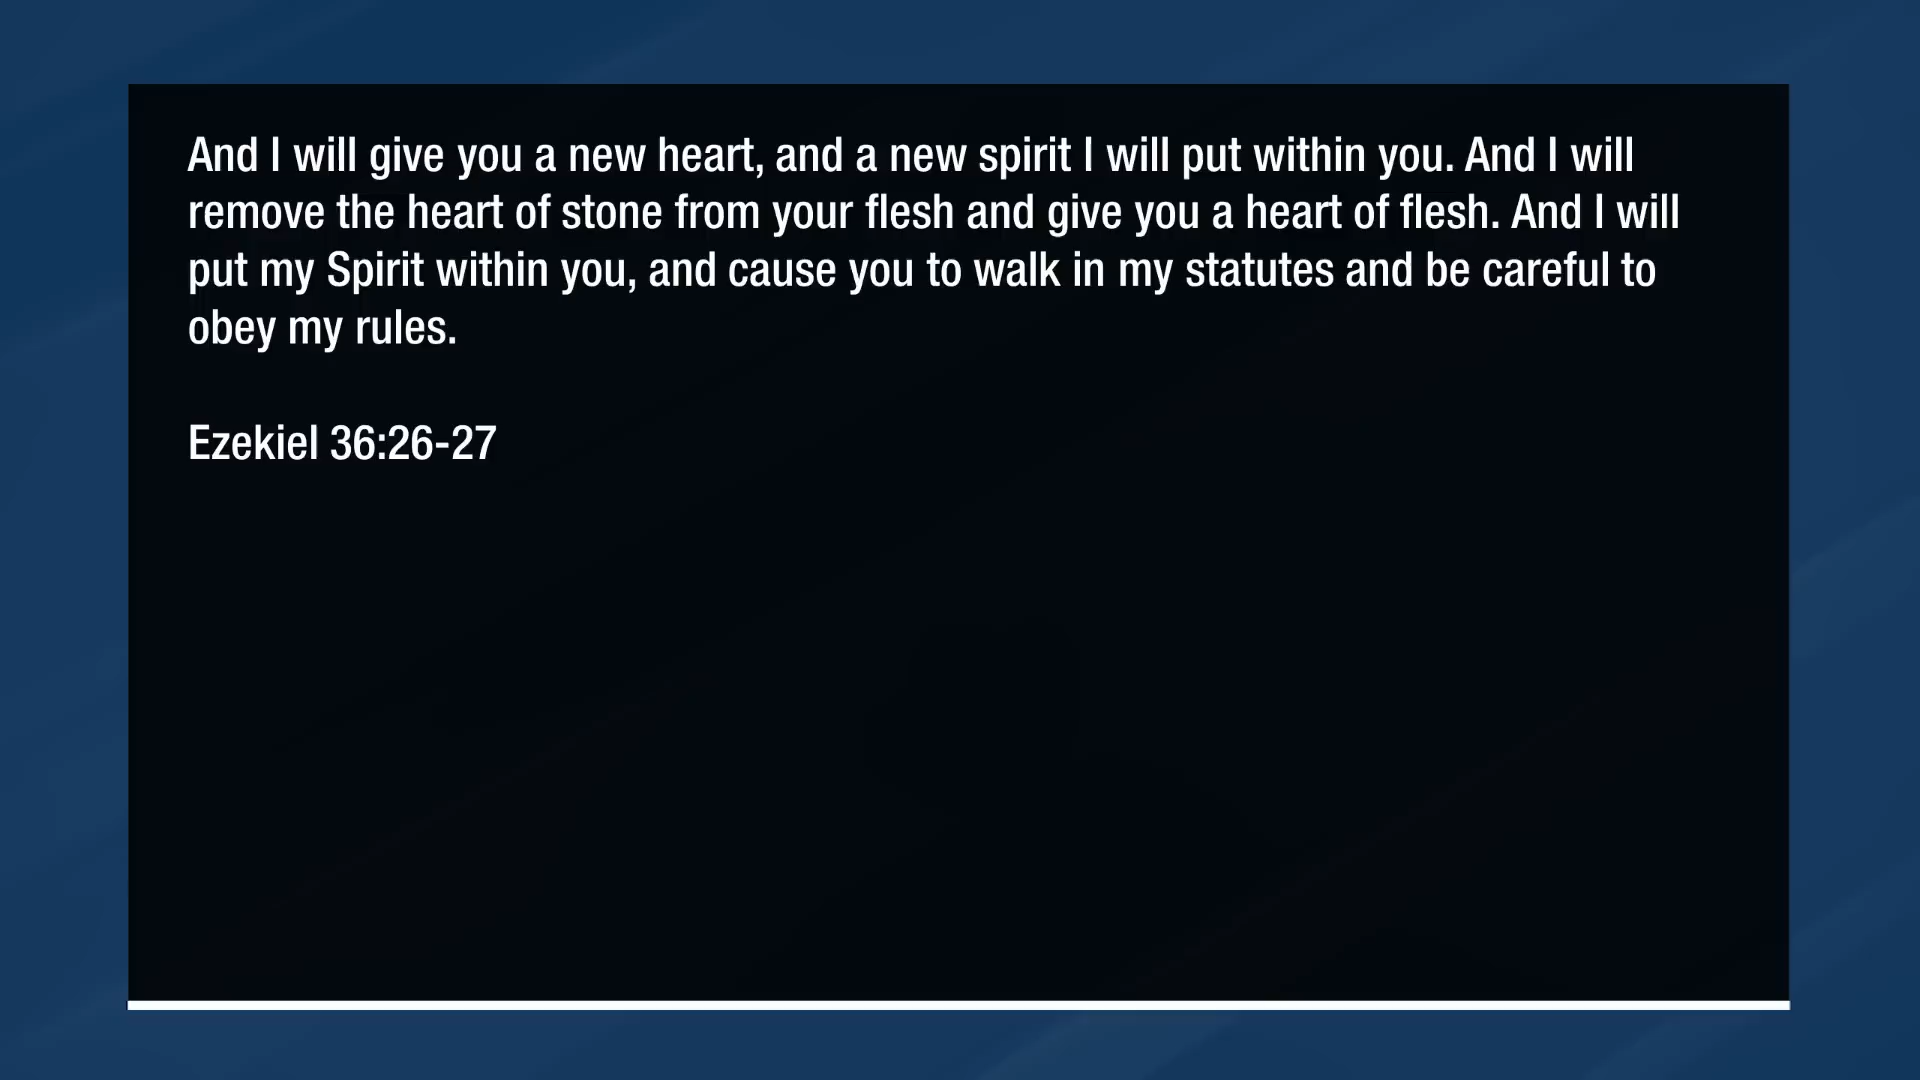 And I will give you a new heart, and a new spirit I will put within you. And I will
remove the heart of stone from your flesh and give you a heart of flesh. And I will
put my Spirit within you, and cause you to walk in my statutes and be careful to
obey my rules.
Ezekiel 36:26-27